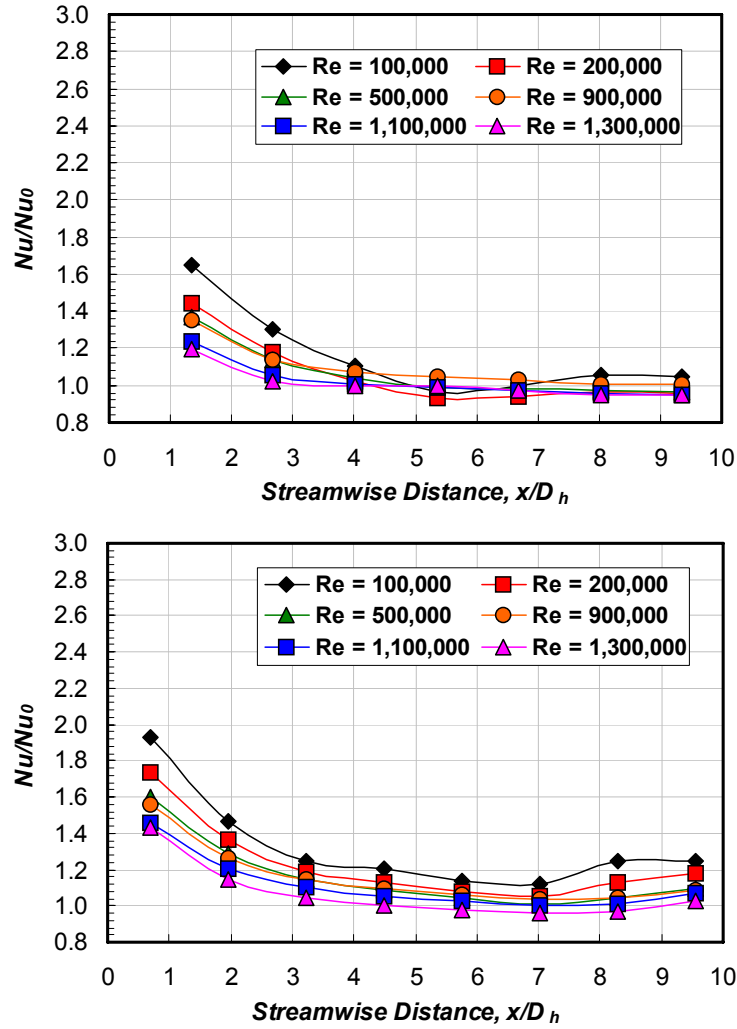 3.0
2.8
2.6
2.4
2.2
2.0
1.8
1.6
1.4
1.2
1.0
0.8
Nu/Nu0
Re = 100,000 Re = 200,000
Re = 500,000 Re = 900,000
Re = 1,100,000 Re = 1,300,000
0 1 2 3 4 5 6 7 8 9 10
Streamwise Distance, x/D h
3.0
2.8
2.6
2.4
2.2
2.0
1.8
1.6
1.4
1.2
1.0
0.8
Nu/Nu0
Re = 100,000 Re = 200,000
Re = 500,000 Re = 900,000
Re = 1,100,000 Re = 1,300,000
0 1 2 3 4 5 6 7 8 9 10
Streamwise Distance, x/D h